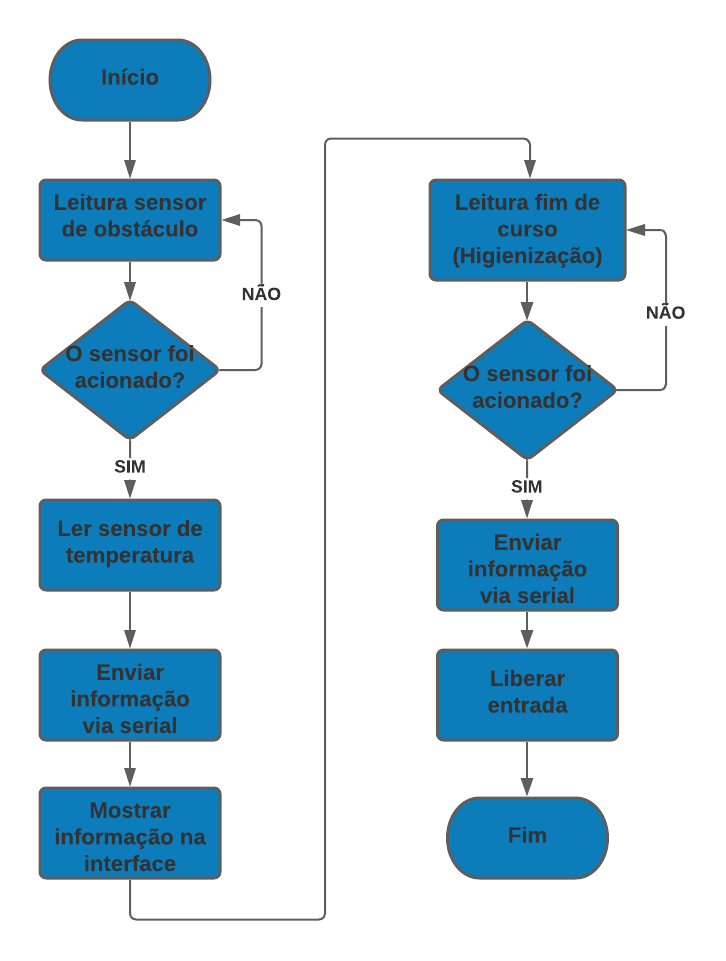 Início
Leitura sensor
de obstáculo
NÃO
O sensor foi
acionado?
SIM
Ler sensor de
temperatura
Enviar
informação
via serial
Mostrar
informação na
interface
Leitura fim de
curso
(Higienização)
NÃO
O sensor foi
acionado?
SIM
Enviar
informação
via serial
Liberar
entrada
Fim